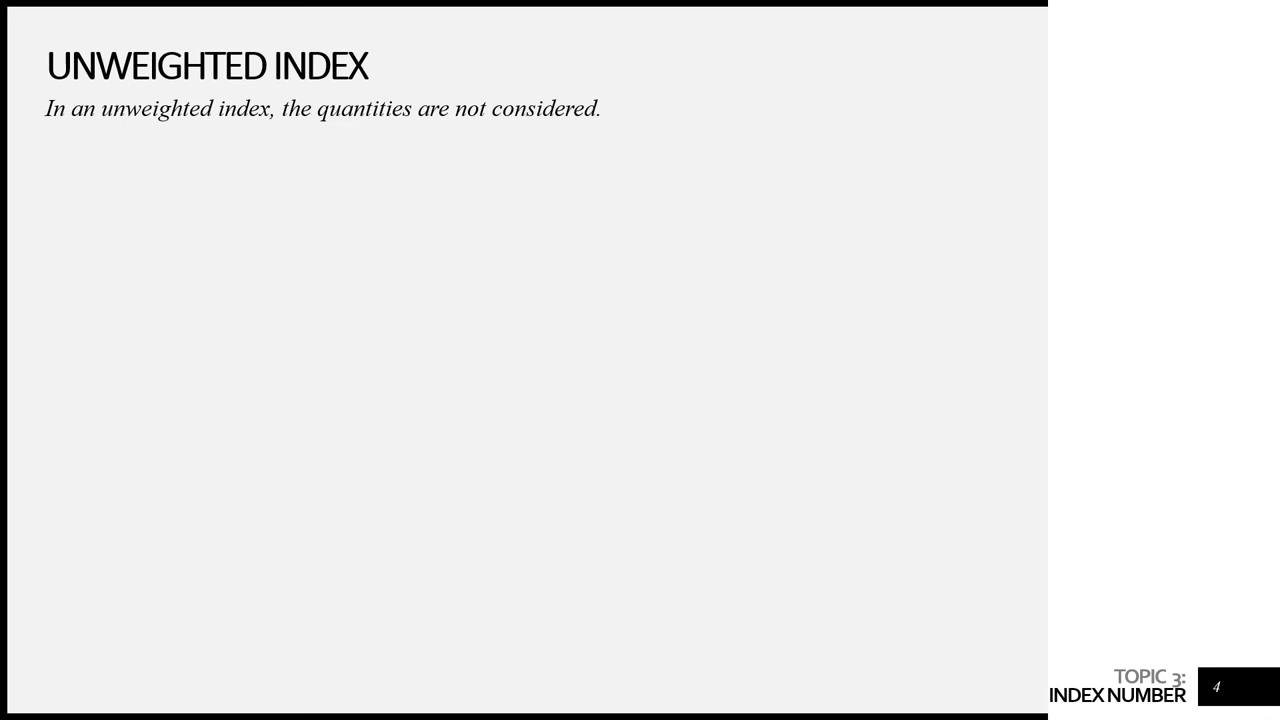 UNWEIGHTED INDEX
In an unweighted index, the quantities are not considered.
TOPIC 3:
INDEX NUMBER
4